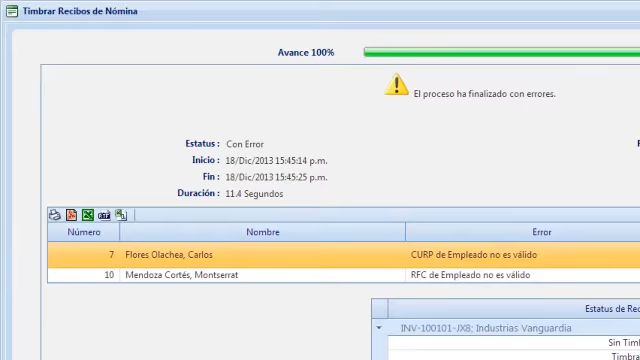 Timbrar Recibos de Nómina
Avance 100%
El proceso ha finalizado con errores.
Estatus : Con Error
Inicio : 18/Dic/2013 15:45:14 p.m.
Fin : 18/Dic/2013 15:45:25 p.m.
Duración : 11.4 Segundos
Número Nombre Error
7 Flores Olachea, Carlos CURP de Empleado no es válido
10 Mendoza Cortés, Montserrat RFC de Empleado no es válido
Estatus de Rec
INV-100101-JX8; Industrias Vanguardia
Sin Tim
Timbra